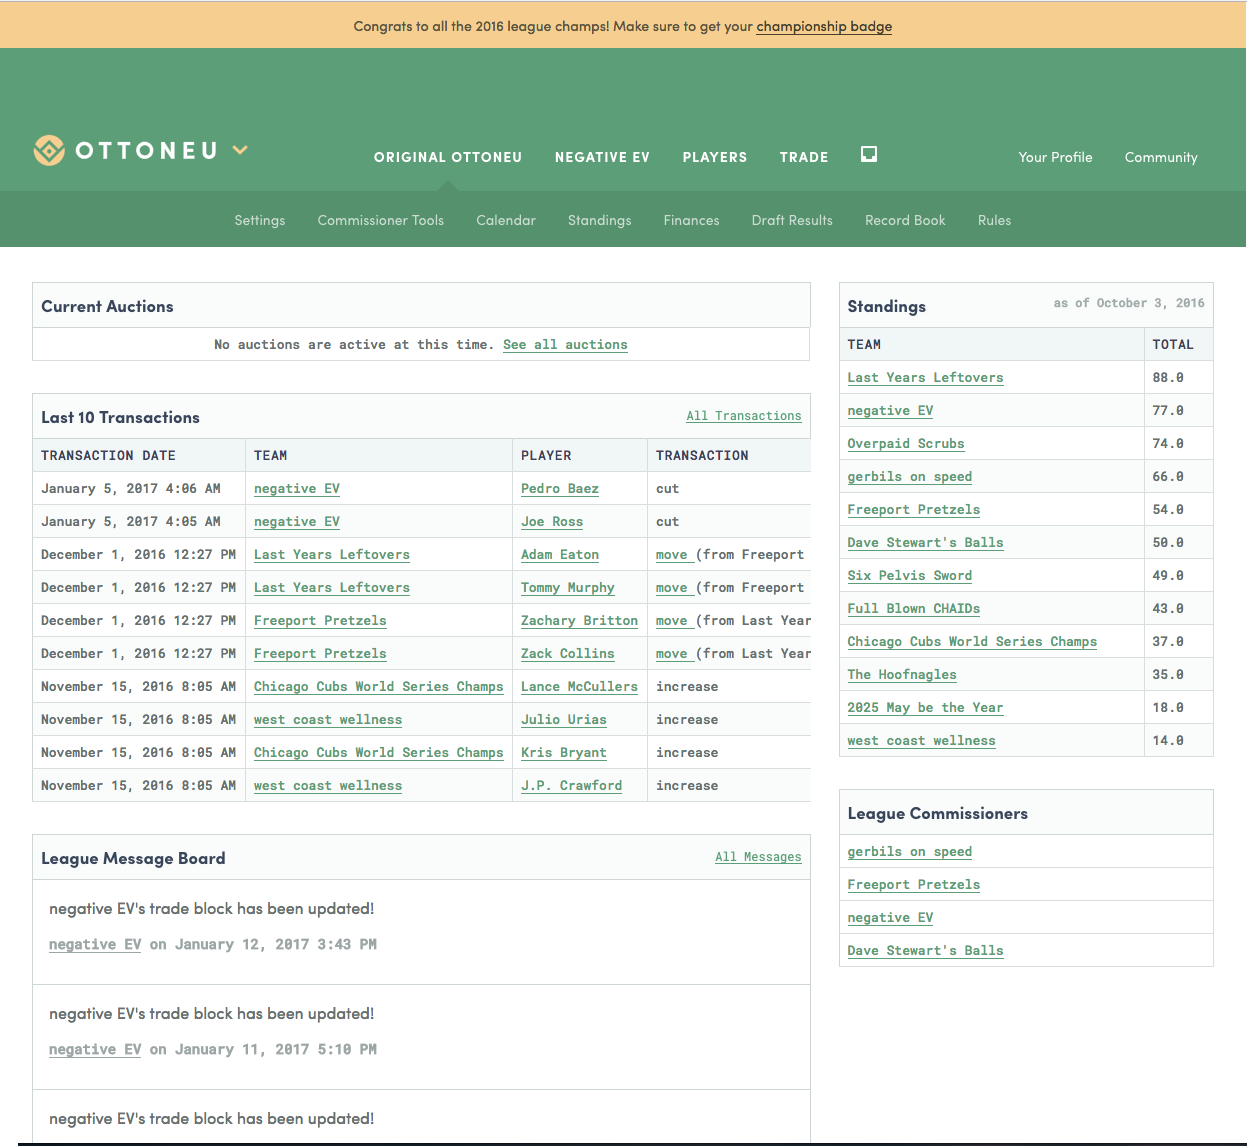 Congrats to all the 2016 league champs! Make sure to get your championship badge
OTTONEU
ORIGINAL OTTONEU NEGATIVE EV PLAYERS TRADE
Your Profile Community
Settings Commissioner Tools Calendar Standings Finances Draft Results Record Book Rules
Current Auctions
No auctions are active at this time. See all auctions
Last 10 Transactions All Transactions
TRANSACTION DATE TEAM PLAYER TRANSACTION
January 5, 2017 4:06 AM negative EV Pedro Baez cut
January 5, 2017 4:05 AM negative EV Joe Ross cut
December 1, 2016 12:27 PM Last Years Leftovers Adam Eaton move (from Freeport
December 1, 2016 12:27 PM Last Years Leftovers Tommy Murphy move (from Freeport
December 1, 2016 12:27 PM Freeport Pretzels Zachary Britton move (from Last Year
December 1, 2016 12:27 PM Freeport Pretzels Zack Collins move (from Last Year
November 15, 2016 8:05 AM Chicago Cubs World Series Champs Lance McCullers increase
November 15, 2016 8:05 AM west coast wellness Julio Urias increase
November 15, 2016 8:05 AM Chicago Cubs World Series Champs Kris Bryant increase
November 15, 2016 8:05 AM west coast wellness J.P. Crawford increase
League Message Board All Messages
negative EV's trade block has been updated!
negative EV on January 12, 2017 3:43 PM
negative EV's trade block has been updated!
negative EV on January 11, 2017 5:10 PM
negative EV's trade block has been updated!
Standings as of October 3, 2016
TEAM TOTAL
Last Years Leftovers 88.0
negative EV 77.0
Overpaid Scrubs 74.0
gerbils on speed 66.0
Freeport Pretzels 54.0
Dave Stewart's Balls 50.0
Six Pelvis Sword 49.0
Full Blown CHAIDs 43.0
Chicago Cubs World Series Champs 37.0
The Hoofnagles 35.0
2025 May be the Year 18.0
west coast wellness 14.0
League Commissioners
gerbils on speed
Freeport Pretzels
negative EV
Dave Stewart's Balls